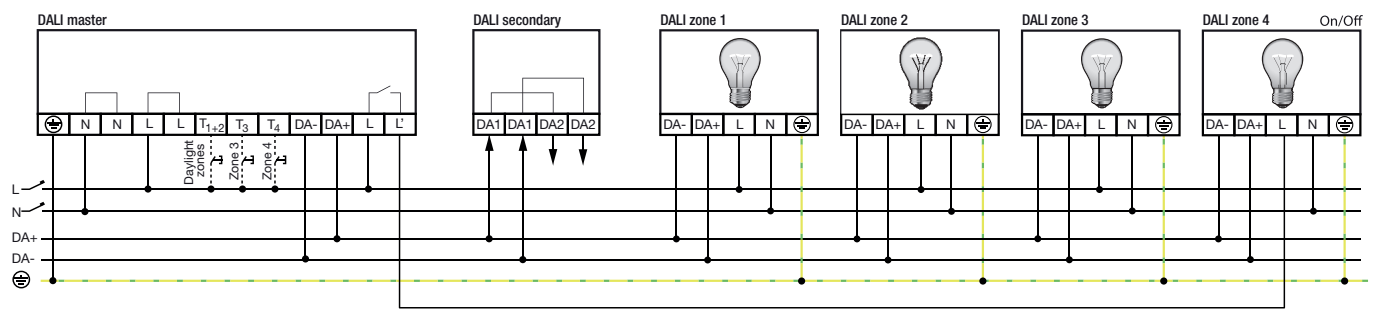 DALI master
DALI secondary
DALI zone 1
DALI zone 2
DALI zone 3
DALI zone 4 On/Off
N N L L T1+2 T3 T4 DA- DA+ L L'
DA1 DA1 DA2 DA2
DA- DA+ L N
DA- DA+ L N
DA- DA+ L N
DA- DA+ L N
Daylight
zones
Zone 3
Zone 4
L
N
DA+
DA-